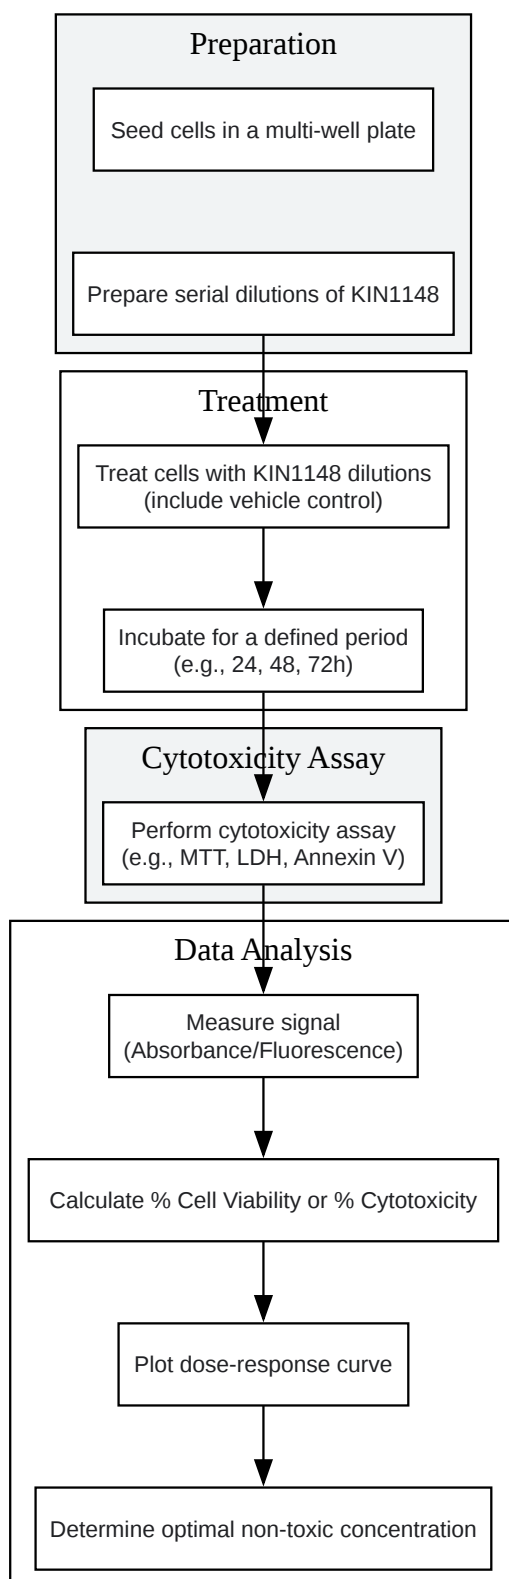 Preparation
Seed cells in a multi-well plate
Prepare serial dilutions of KIN1148
Treatment
Treat cells with KIN1148 dilutions
(include vehicle control)
Incubate for a defined period
(e.g., 24, 48, 72h)
Cytotoxicity Assay
Perform cytotoxicity assay
(e.g., MTT, LDH, Annexin V)
Data Analysis
Measure signal
(Absorbance/Fluorescence)
Calculate % Cell Viability or % Cytotoxicity
Plot dose-response curve
Determine optimal non-toxic concentration